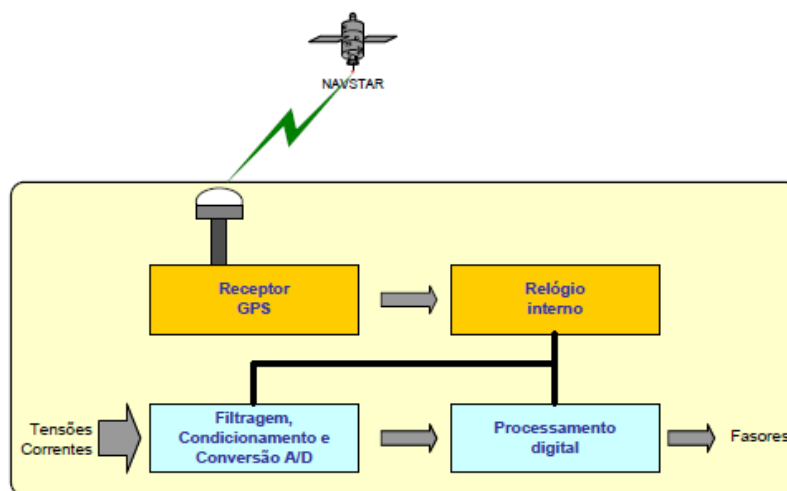 NAVSTAR
Receptor
GPS
Relógio
interno
Tensões
Correntes
Filtragem,
Condicionamento e
Conversão A/D
Processamento
digital
Fasores